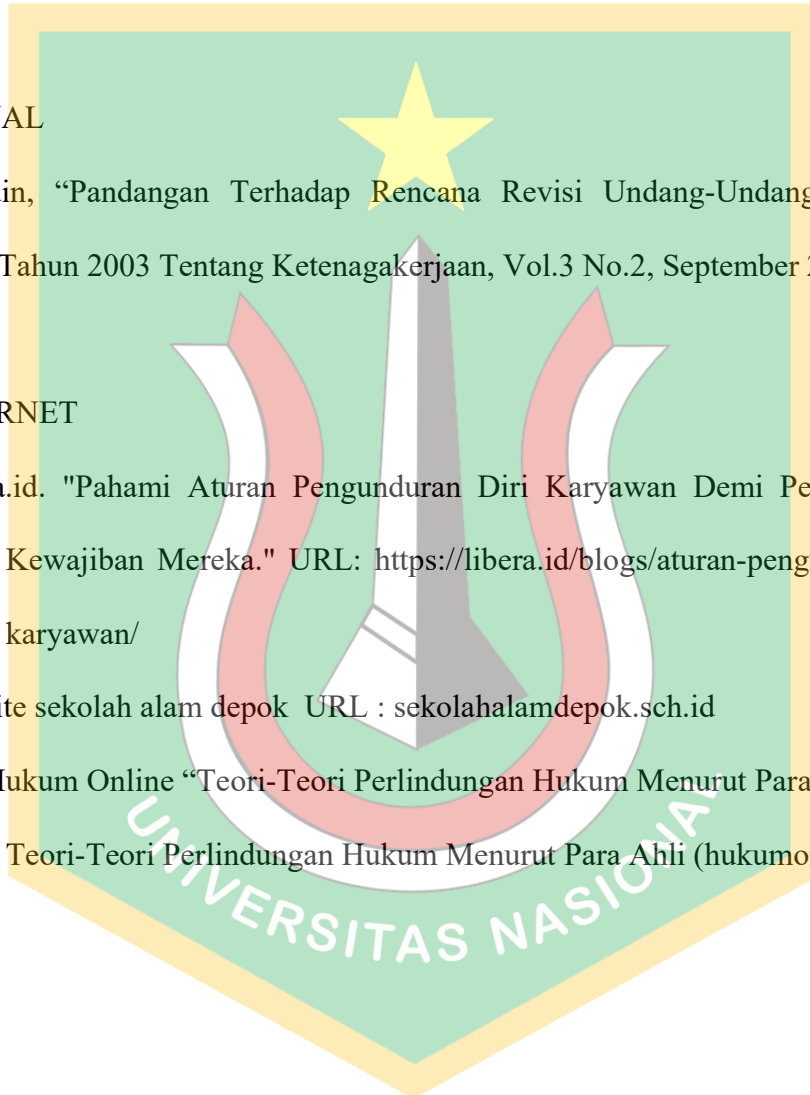 NAL
in, “Pandangan Terhadap Rencana Revisi Undang-Undang
Tahun 2003 Tentang Ketenagakerjaan, Vol.3 No.2, September 2
RNET
a.id. "Pahami Aturan Pengunduran Diri Karyawan Demi Pe
Kewajiban Mereka." URL: https://libera.id/blogs/aturan-peng
karyawan/
ite sekolah alam depok URL : sekolahalamdepok.sch.id
Hukum Online “Teori-Teori Perlindungan Hukum Menurut Para
Teori-Teori Perlindungan Hukum Menurut Para Ahli (hukumo
UNIVERSITAS NASIONAL